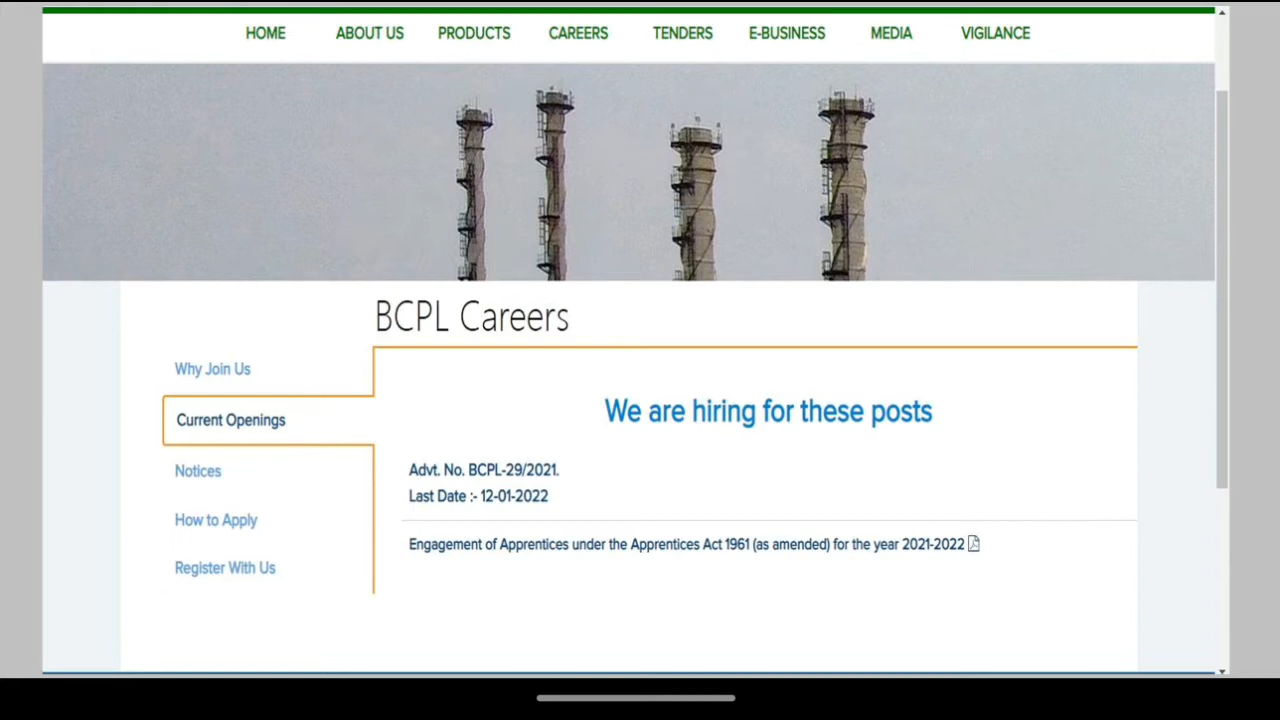 HOME ABOUT US PRODUCTS CAREERS TENDERS E-BUSINESS MEDIA VIGILANCE
BCPL Careers
Why Join Us
Current Openings
Notices
How to Apply
Register With Us
We are hiring for these posts
Advt. No. BCPL-29/2021.
Last Date :- 12-01-2022
Engagement of Apprentices under the Apprentices Act 1961 (as amended) for the year 2021-2022